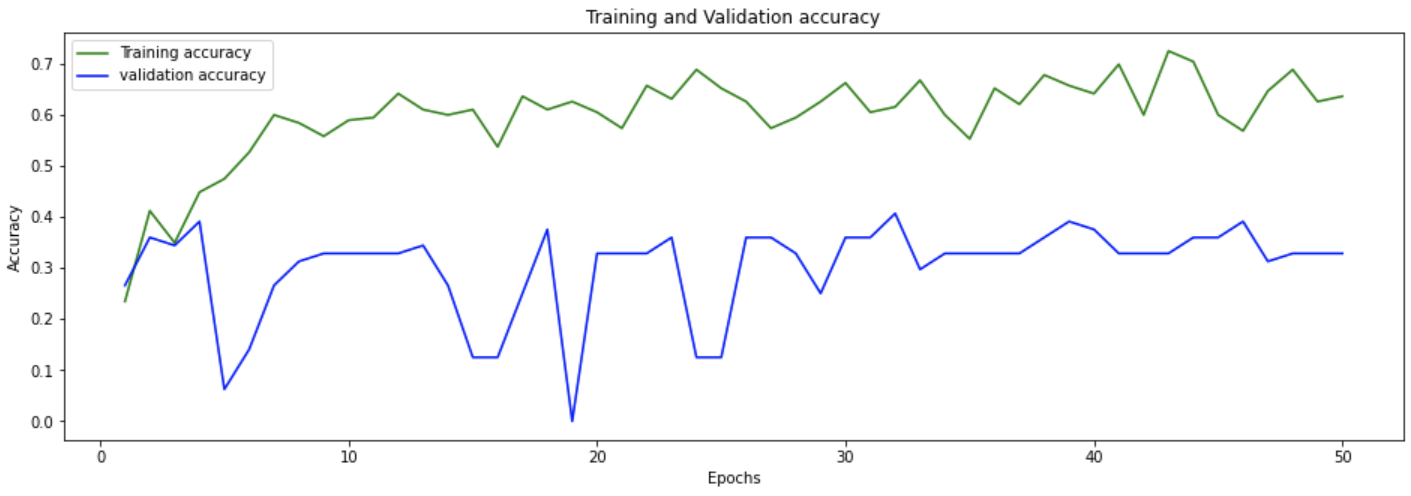 Training and Validation accuracy
Training accuracy
validation accuracy
0.7
0.6
0.5
0.4
0.3
0.2
0.1
0.0
Accuracy
0 10 20 30 40 50
Epochs